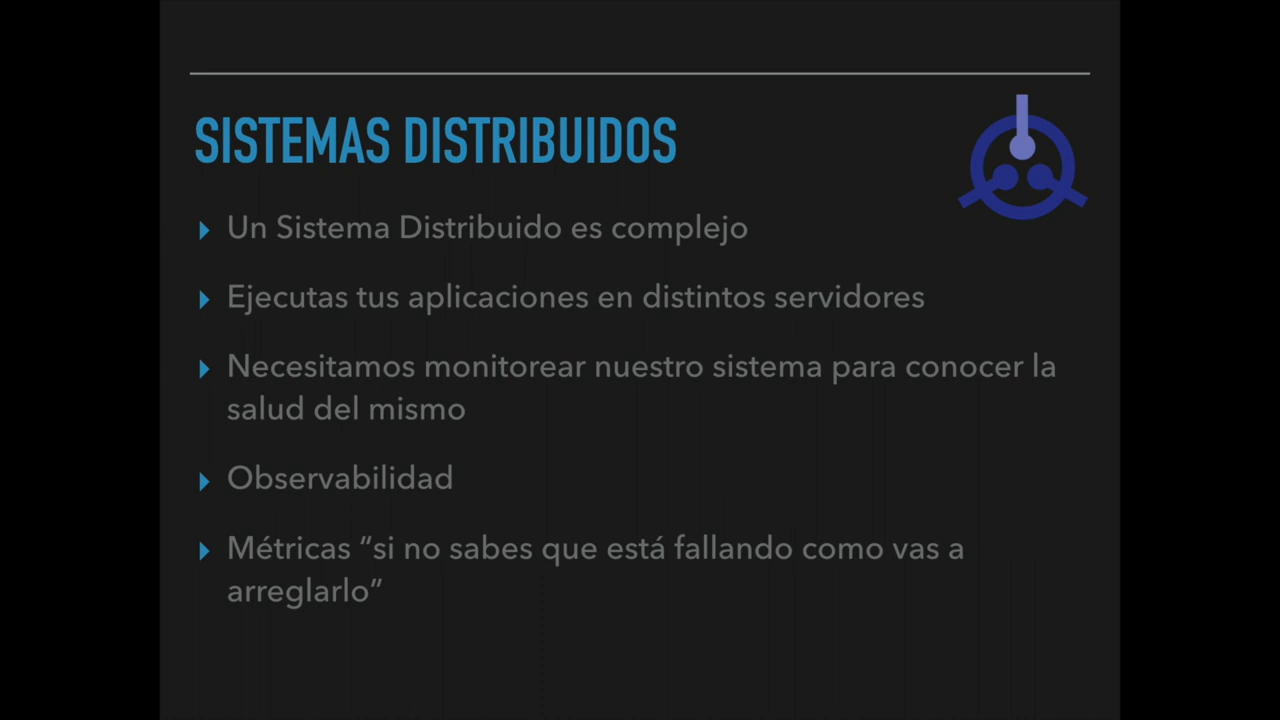 SISTEMAS DISTRIBUIDOS
Un Sistema Distribuido es complejo
Ejecutas tus aplicaciones en distintos servidores
Necesitamos monitorear nuestro sistema para conocer la
salud del mismo
Observabilidad
Métricas “si no sabes que está fallando como vas a
arreglarlo”